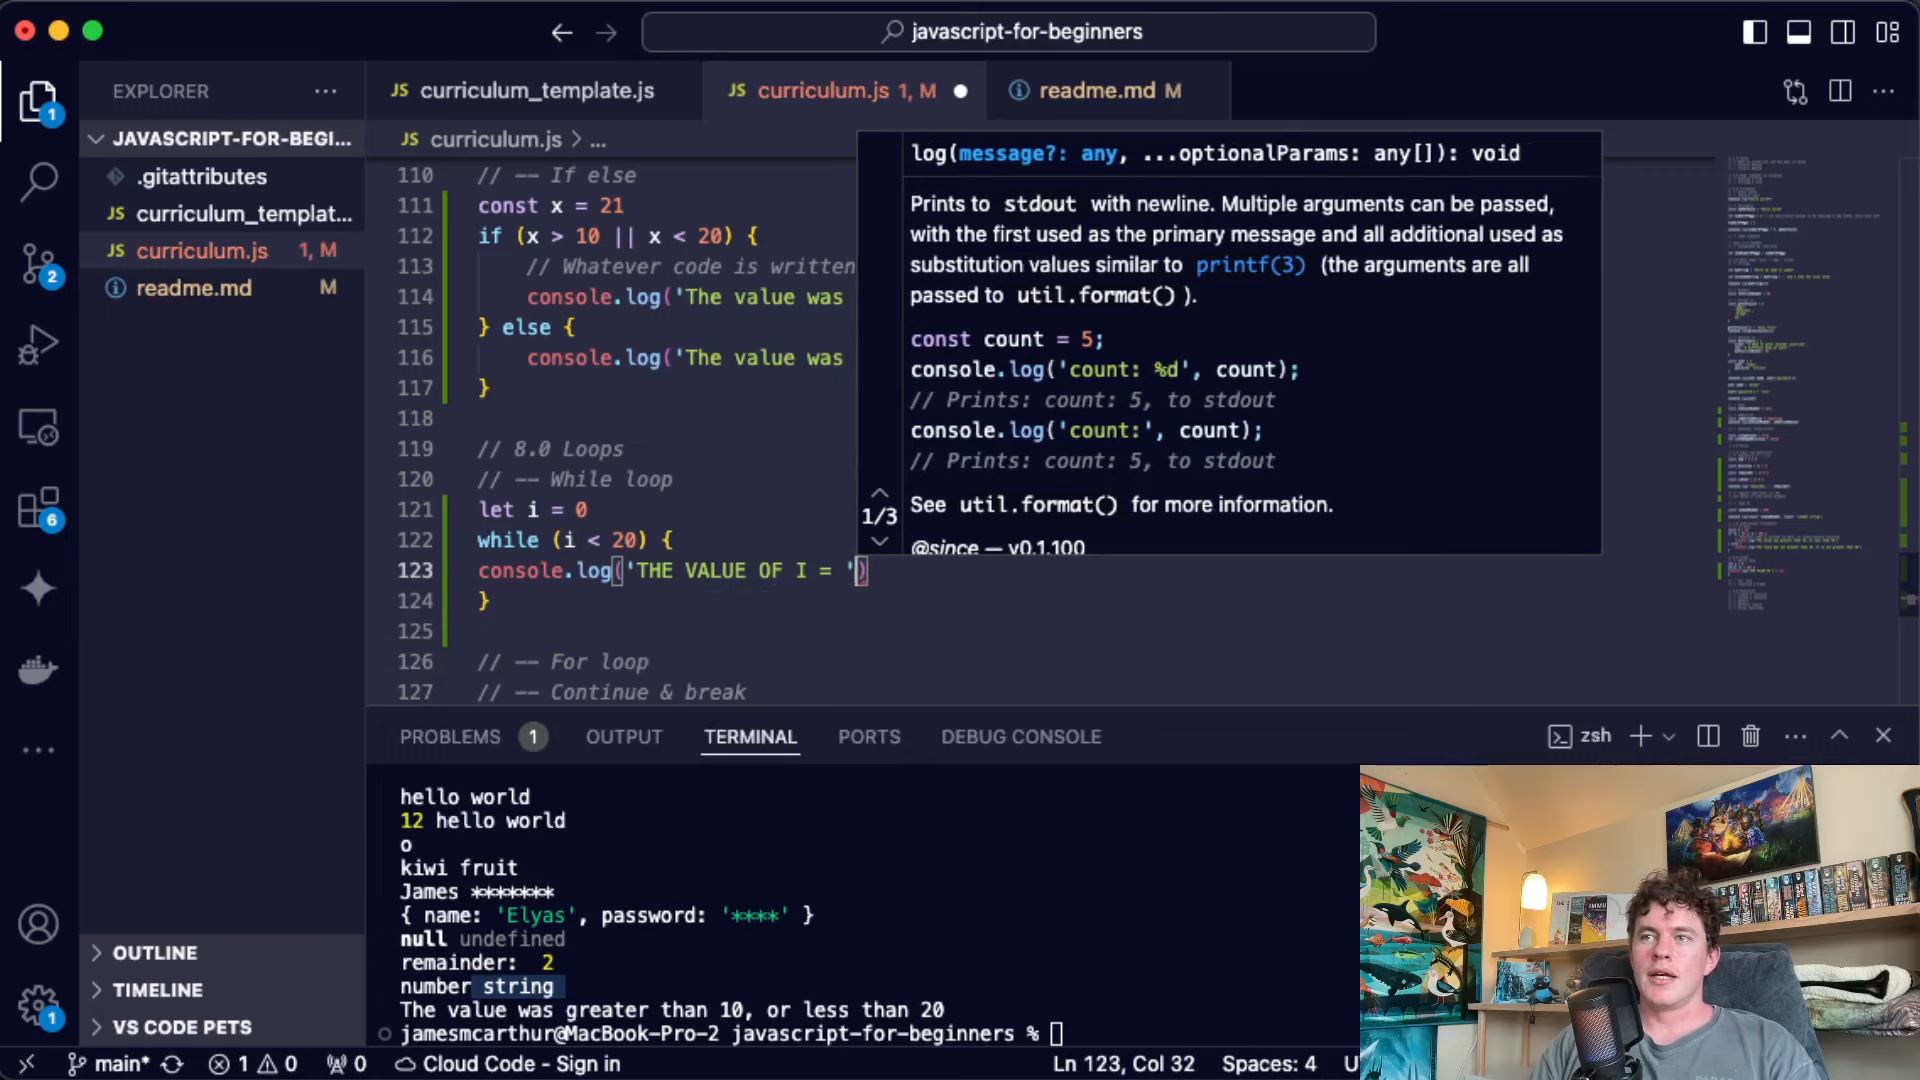 javascript-for-beginners
EXPLORER
JS curriculum_template.js
JS curriculum.js 1, M
readme.md M
JAVASCRIPT-FOR-BEGI...
JS curriculum.js > ...
.gitattributes
JS curriculum_templat...
JS curriculum.js 1, M
readme.md M
1
2
6
1
110 // –– If else
111 const x = 21
112 if (x > 10 || x < 20) {
113 // Whatever code is written
114 console.log('The value was
115 } else {
116 console.log('The value was
117 }
118
119 // 8.0 Loops
120 // –– While loop
121 let i = 0
122 while (i < 20) {
123 console.log('THE VALUE OF I = ')
124 }
125
126 // –– For loop
127 // –– Continue & break
log(message?: any, ...optionalParams: any[]): void
Prints to stdout with newline. Multiple arguments can be passed,
with the first used as the primary message and all additional used as
substitution values similar to printf(3) (the arguments are all
passed to util.format() ).
const count = 5;
console.log('count: %d', count);
// Prints: count: 5, to stdout
console.log('count:', count);
// Prints: count: 5, to stdout
1/3
See util.format() for more information.
@since — v0.1.100
PROBLEMS 1 OUTPUT TERMINAL PORTS DEBUG CONSOLE
zsh
hello world
12 hello world
o
kiwi fruit
James *******
{ name: 'Elyas', password: '****' }
null undefined
remainder: 2
number string
The value was greater than 10, or less than 20
jamesmcarthur@MacBook-Pro-2 javascript-for-beginners %
OUTLINE
TIMELINE
VS CODE PETS
main* 1 0 0 Cloud Code - Sign in
Ln 123, Col 32 Spaces: 4 U